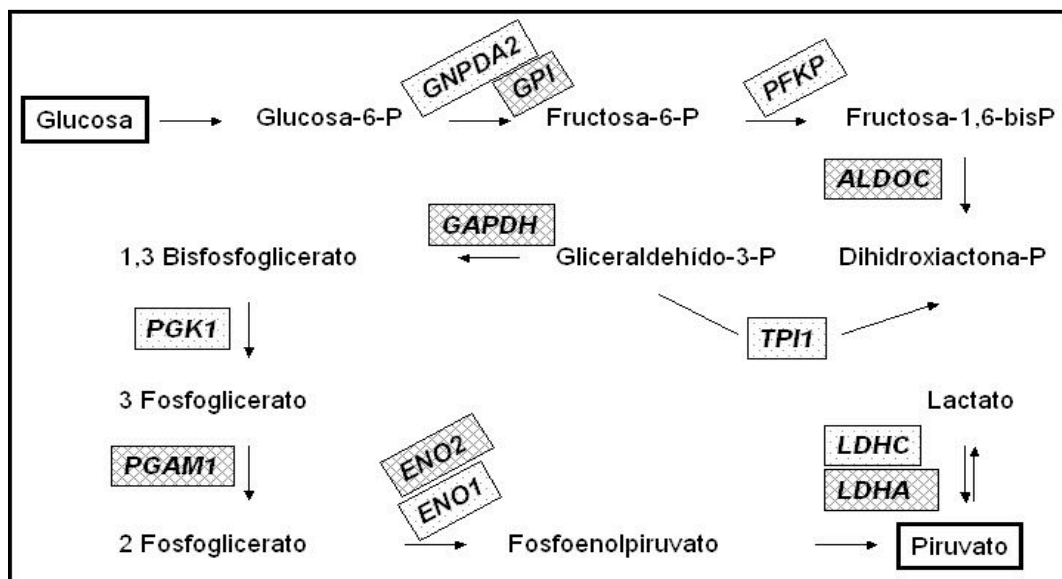 GNPDA2
GPI
PFKP
Glucosa
Glucosa-6-P
Fructosa-6-P
Fructosa-1,6-bisP
ALDOC
GAPDH
1,3 Bisfosfoglicerato
Gliceraldehído-3-P
Dihidroxiactona-P
PGK1
TPI1
3 Fosfoglicerato
Lactato
PGAM1
ENO2
ENO1
LDHC
LDHA
2 Fosfoglicerato
Fosfoenolpiruvato
Piruvato